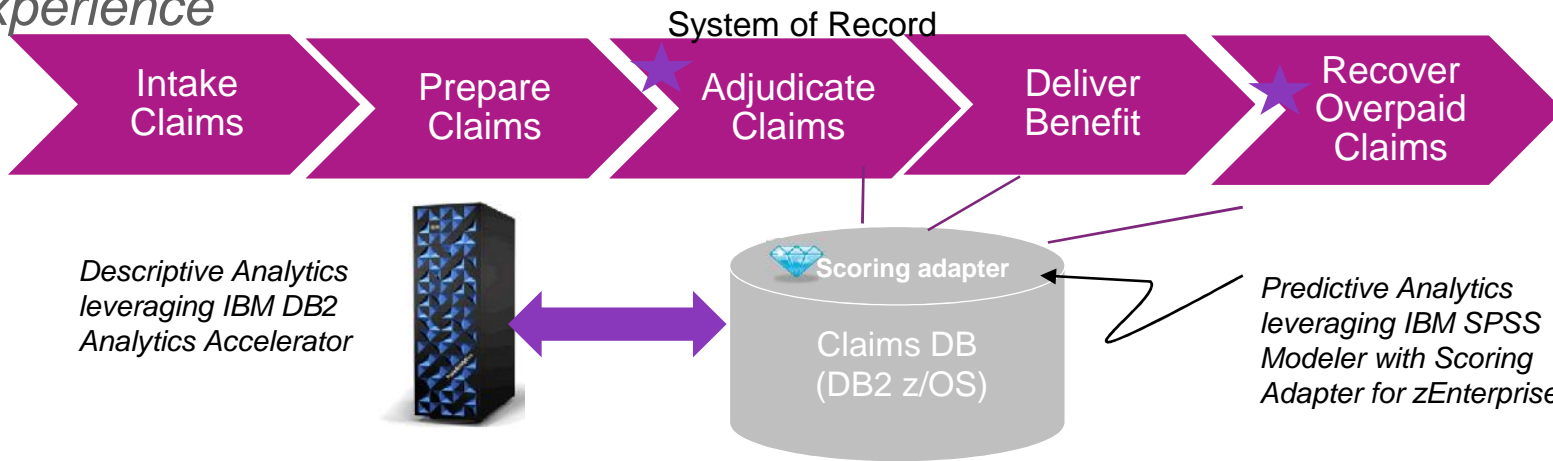 xperience
System of Record
Intake
Claims
Prepare
Claims
Adjudicate
Claims
Deliver
Benefit
Recover
Overpaid
Claims
Descriptive Analytics
leveraging IBM DB2
Analytics Accelerator
Scoring adapter
Claims DB
(DB2 z/OS)
Predictive Analytics
leveraging IBM SPSS
Modeler with Scoring
Adapter for zEnterprise